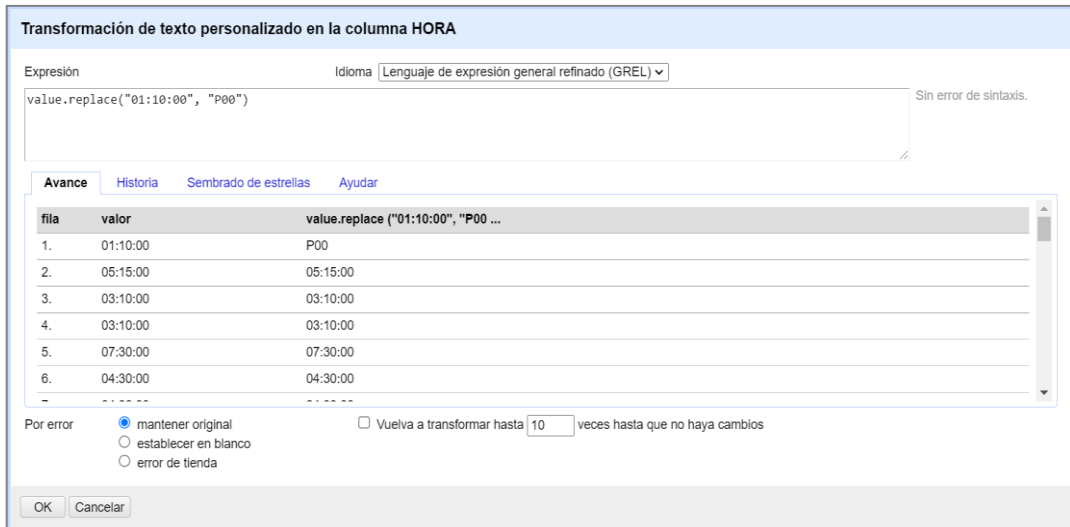 Transformación de texto personalizado en la columna HORA
Expresión Idioma Lenguaje de expresión general refinado (GREL)
value.replace("01:10:00", "P00") Sin error de sintaxis.
Avance Historia Sembrado de estrellas Ayudar
fila valor value.replace ("01:10:00", "P00 ...
1. 01:10:00 P00
2. 05:15:00 05:15:00
3. 03:10:00 03:10:00
4. 03:10:00 03:10:00
5. 07:30:00 07:30:00
6. 04:30:00 04:30:00
Por error mantener original Vuelva a transformar hasta 10 veces hasta que no haya cambios
establecer en blanco
error de tienda
OK Cancelar